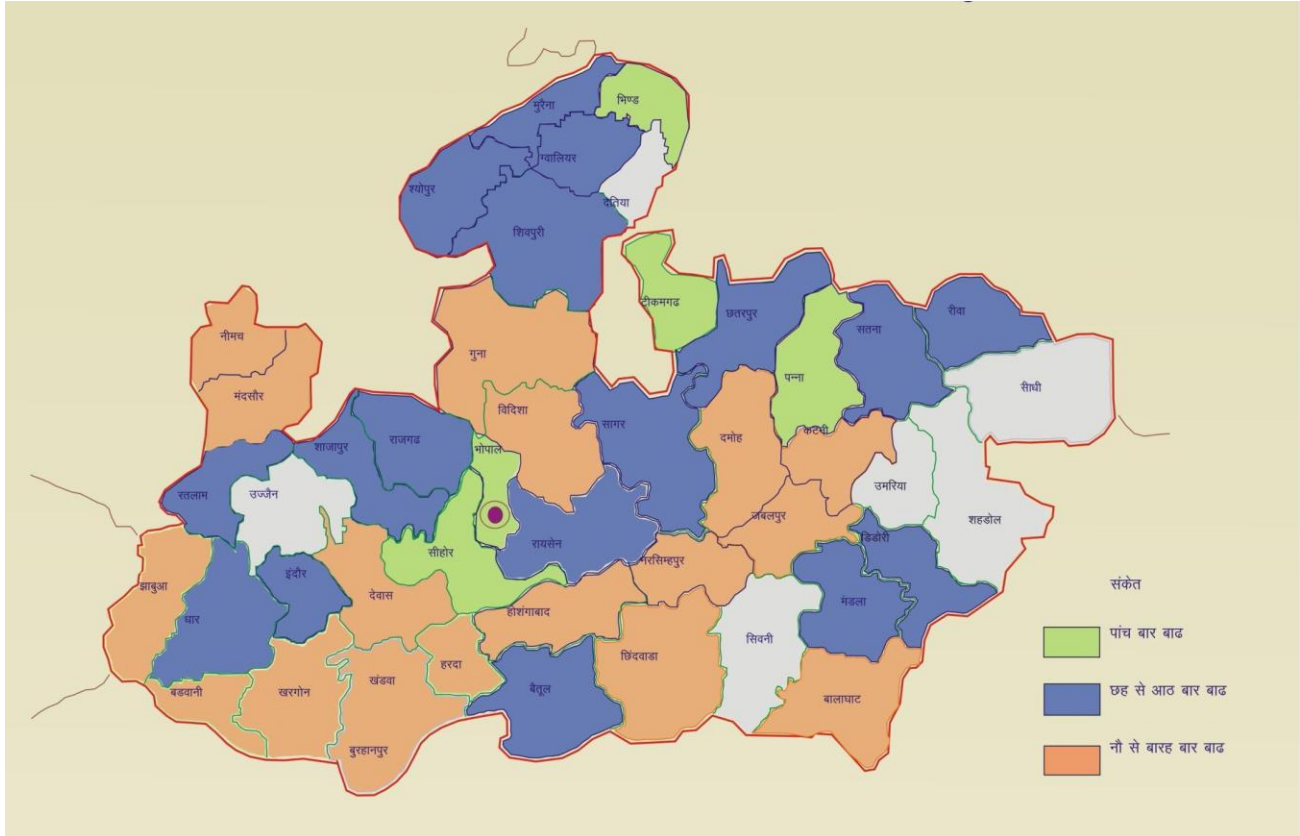 मुरैना
भिण्ड
ग्वालियर
श्योपुर
दतिया
शिवपुरी
टीकमगढ
छतरपुर
रीवा
सतना
नीमच
गुना
पन्ना
सीाधी
मंदसौर
विदिशा
सागर
दमोह
कटनी
शाजापुर
राजगढ
भोपाल
रतलाम
उज्जैन
उमरिया
जबलपुर
शहडोल
डिडोरी
सीहोर
रायसेन
नरसिम्हपुर
झाबुआ
इंदौर
देवास
होशंगाबाद
मंडला
संकेत
धार
सिवनी
पांच बार बाढ
हरदा
छिंदवाडा
बडवानी
खरगोन
खंडवा
बैतूल
बालाघाट
छह से आठ बार बाढ
बुरहानपुर
नौ से बारह बार बाढ